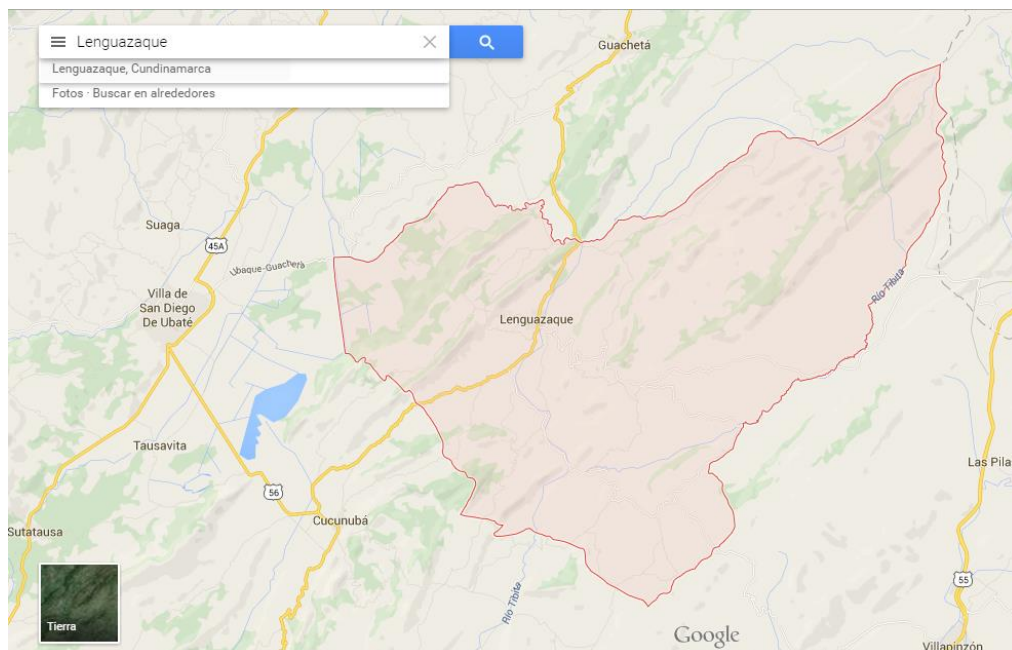 Lenguazaque
Lenguazaque, Cundinamarca
Fotos · Buscar en alrededores
Guachetá
Suaga
45A
Ubaque-Guachetá
Villa de
San Diego
De Ubaté
Río Tibita
Lenguazaque
Tausavita
Las Pila
56
Cucunubá
Sutatausa
55
Río Tibita
Tierra
Google
Villapinzón